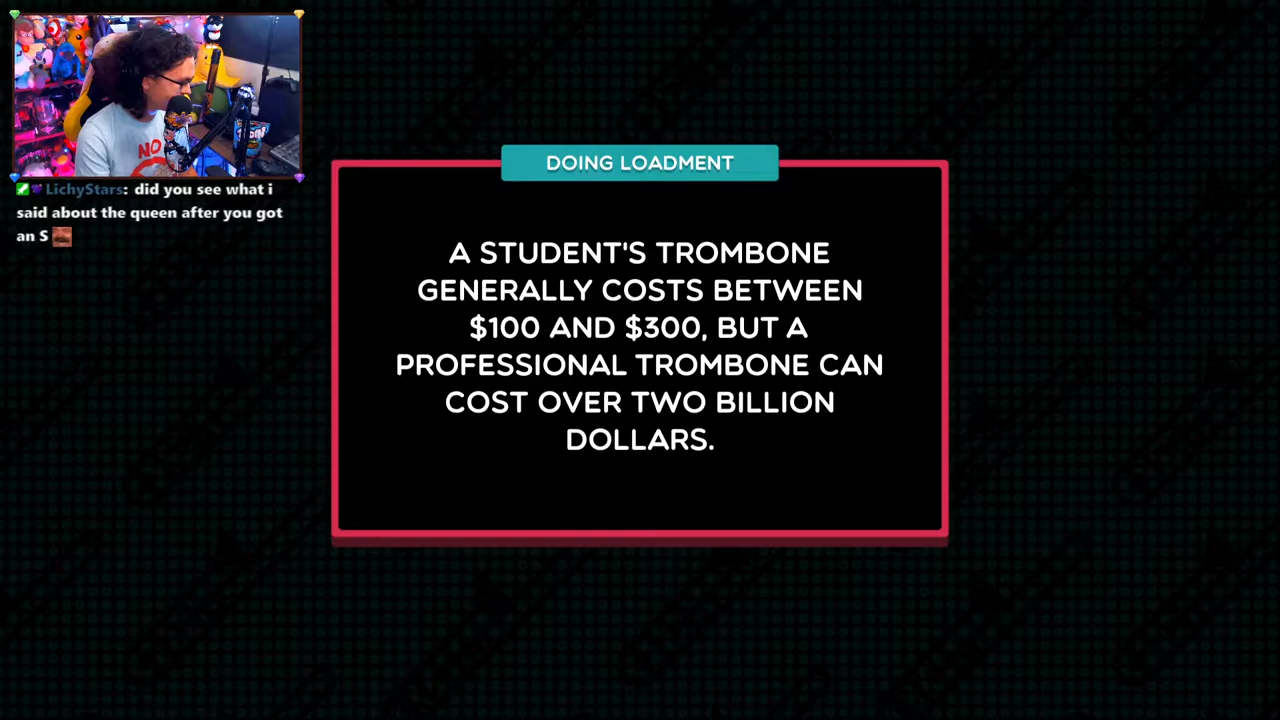 NO
LichyStars: did you see what i
said about the queen after you got
an S
DOING LOADMENT
A STUDENT'S TROMBONE
GENERALLY COSTS BETWEEN
$100 AND $300, BUT A
PROFESSIONAL TROMBONE CAN
COST OVER TWO BILLION
DOLLARS.